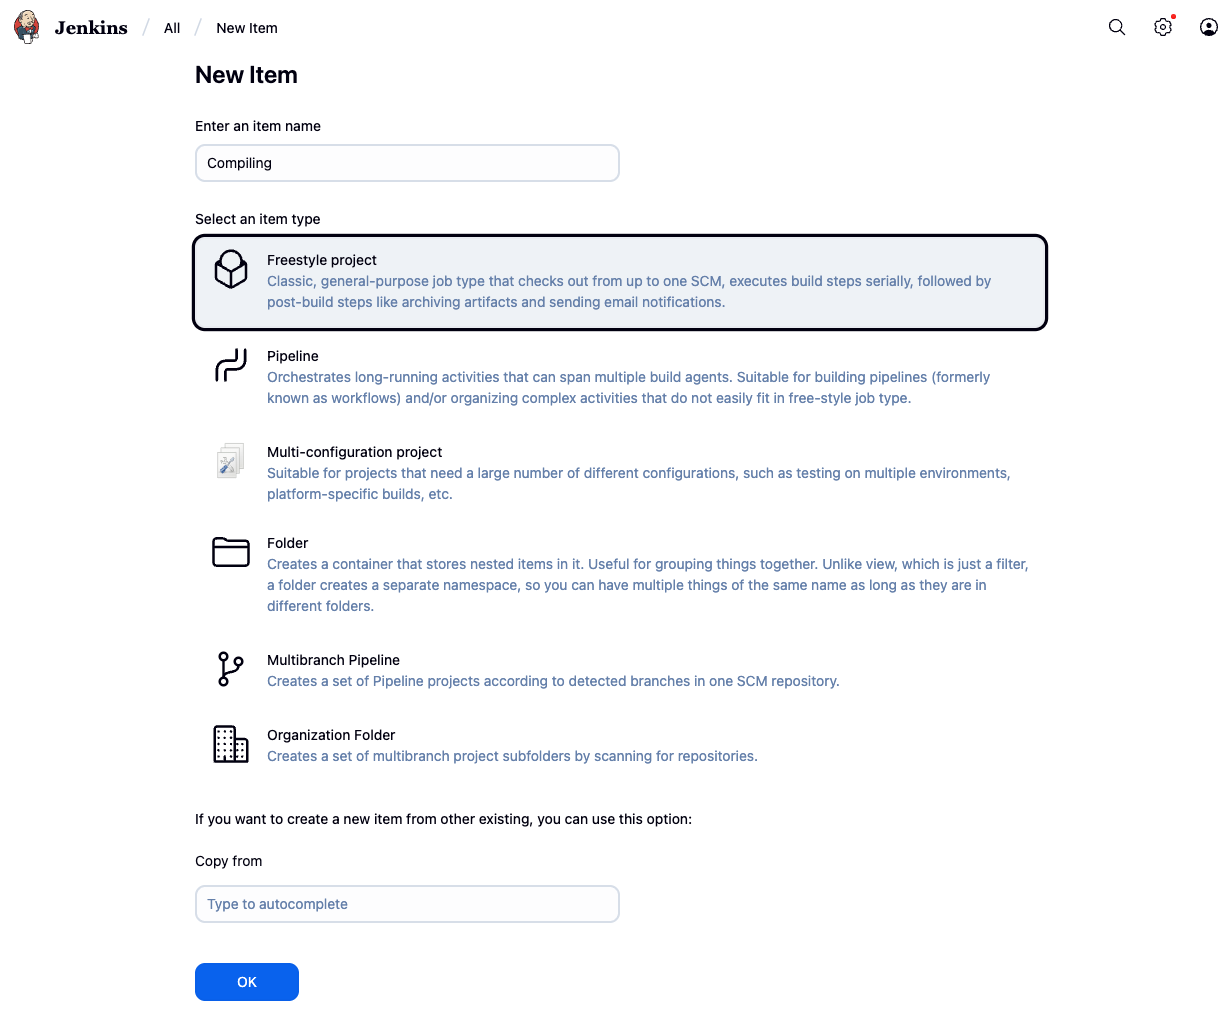 Jenkins / All / New Item
New Item
Enter an item name
Compiling
Select an item type
Freestyle project
Classic, general-purpose job type that checks out from up to one SCM, executes build steps serially, followed by
post-build steps like archiving artifacts and sending email notifications.
Pipeline
Orchestrates long-running activities that can span multiple build agents. Suitable for building pipelines (formerly
known as workflows) and/or organizing complex activities that do not easily fit in free-style job type.
Multi-configuration project
Suitable for projects that need a large number of different configurations, such as testing on multiple environments,
platform-specific builds, etc.
Folder
Creates a container that stores nested items in it. Useful for grouping things together. Unlike view, which is just a filter,
a folder creates a separate namespace, so you can have multiple things of the same name as long as they are in
different folders.
Multibranch Pipeline
Creates a set of Pipeline projects according to detected branches in one SCM repository.
Organization Folder
Creates a set of multibranch project subfolders by scanning for repositories.
If you want to create a new item from other existing, you can use this option:
Copy from
Type to autocomplete
OK